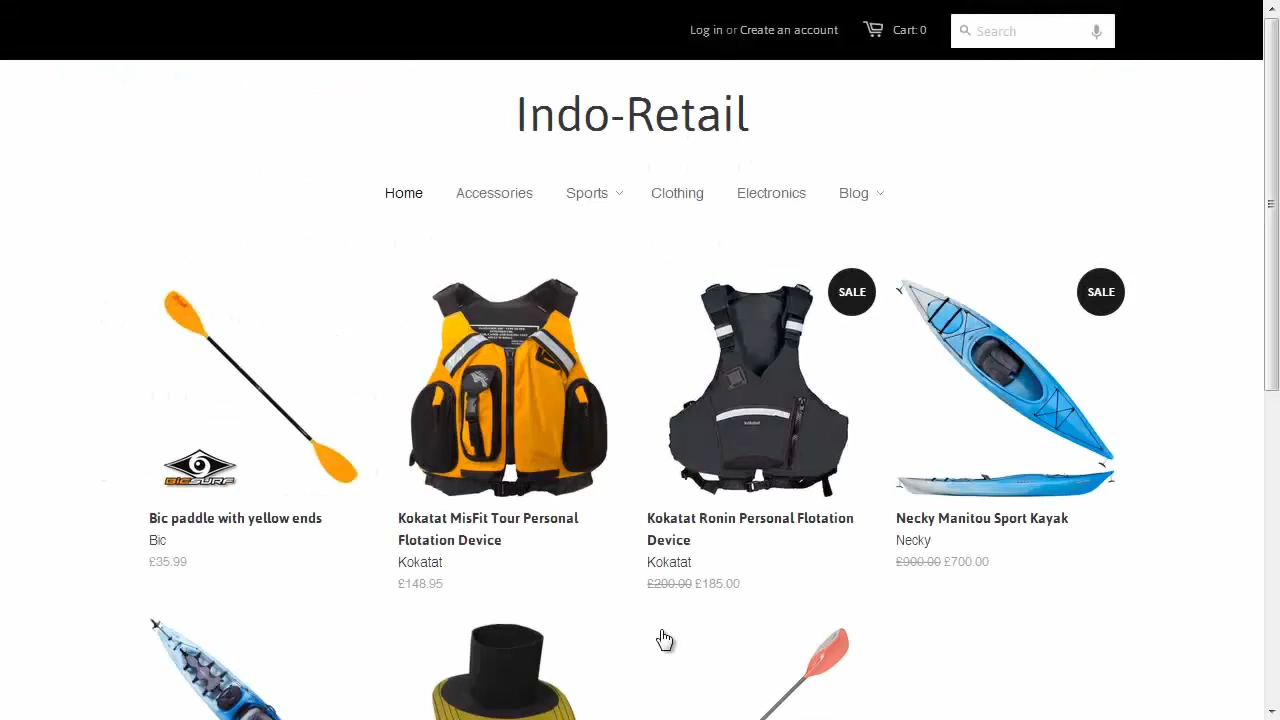 Log in or Create an account
Cart: 0
Search
Indo-Retail
Home
Accessories
Sports
Clothing
Electronics
Blog
SALE
SALE
BICSURF
Bic paddle with yellow ends
Bic
£35.99
Kokatat MisFit Tour Personal
Flotation Device
Kokatat
£148.95
Kokatat Ronin Personal Flotation
Device
Kokatat
£200.00 £185.00
Necky Manitou Sport Kayak
Necky
£900.00 £700.00